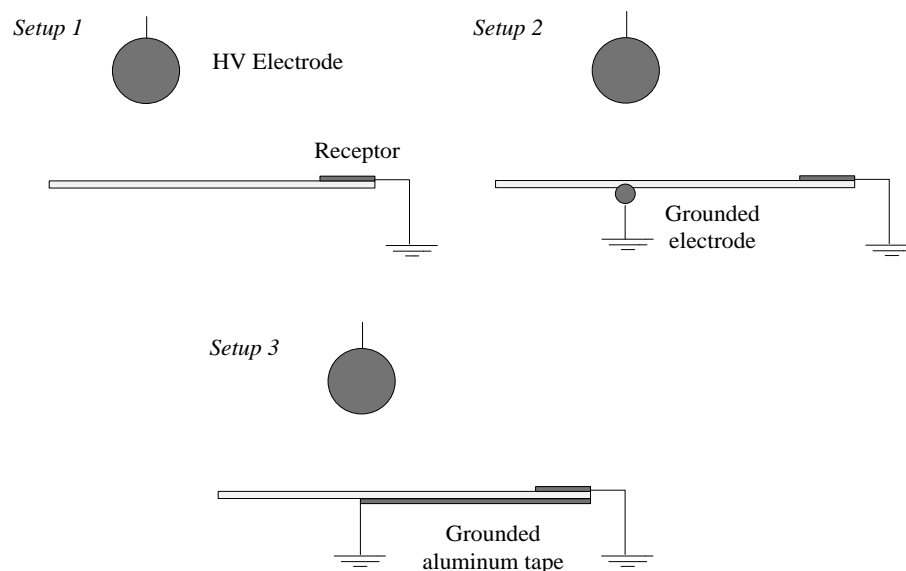 Setup 1
HV Electrode
Receptor
Setup 2
Grounded
electrode
Setup 3
Grounded
aluminum tape